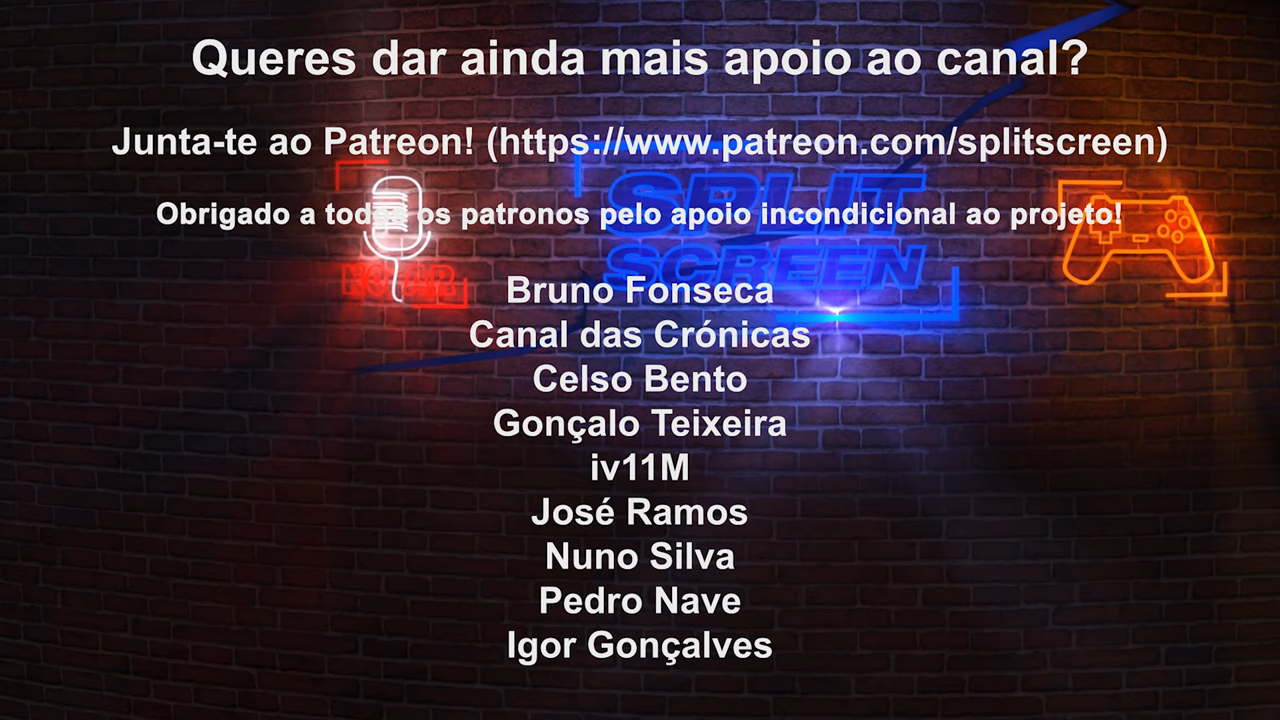 Queres dar ainda mais apoio ao canal?
Junta-te ao Patreon! (https://www.patreon.com/splitscreen)
Obrigado a todos os patronos pelo apoio incondicional ao projeto!
SPLIT
SCREEN
Bruno Fonseca
Canal das Crónicas
Celso Bento
Gonçalo Teixeira
iv11M
José Ramos
Nuno Silva
Pedro Nave
Igor Gonçalves